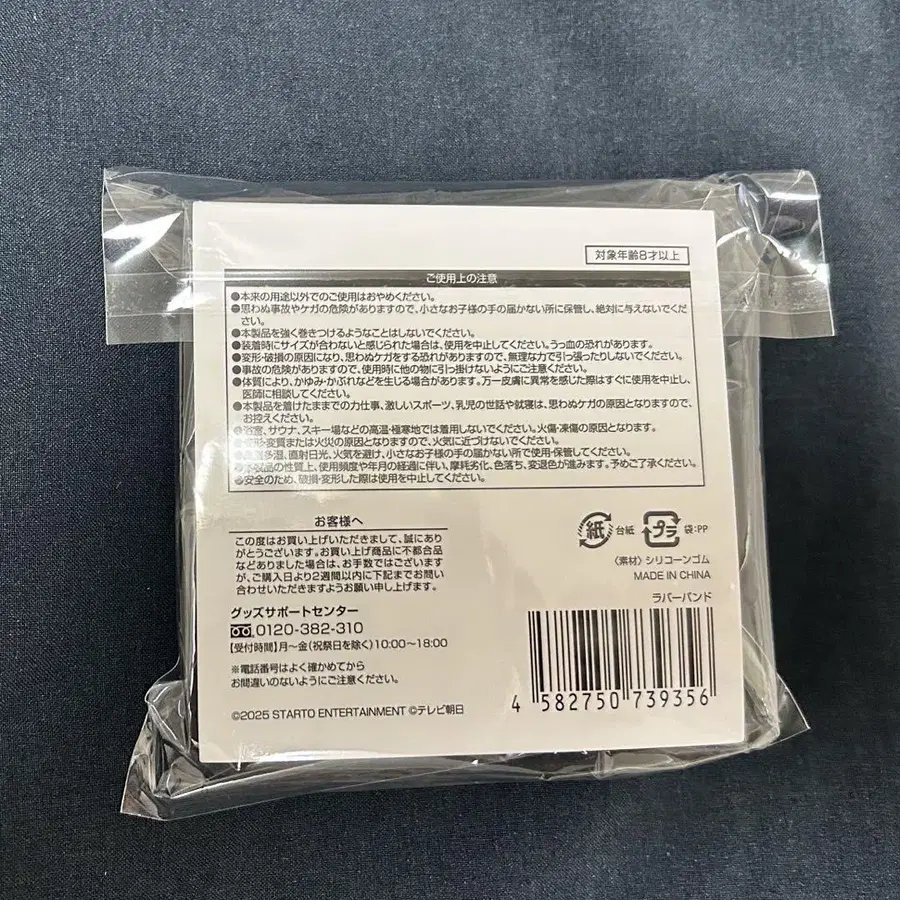 対象年齢8才以上
ご使用上の注意
●本来の用途以外でのご使用はおやめください。
●思わぬ事故やケガの危険がありますので、小さなお子様の手の届かない所に保管し、絶対に与えないでくだ
さい。
●本製品を強く巻きつけるようなことはしないでください。
●装着時にサイズが合わないと感じられた場合は、使用を中止してください。うっ血の恐れがあります。
●変形・破損の原因になり、思わぬケガをする恐れがありますので、無理な力で引っ張ったりしないでください。
●事故の危険がありますので、使用時に他の物に引っ掛けないようにご注意ください。
●体質により、かゆみ・かぶれなどを生じる場合があります。万一皮膚に異常を感じた際はすぐに使用を中止し、
医師に相談してください。
●本製品を着けたままでの力仕事、激しいスポーツ、乳児の世話や就寝は、思わぬケガの原因となりますので、
お控えください。
●浴室、サウナ、スキー場などの高温・極寒地では着用しないでください。火傷・凍傷の原因となります。
●変形・変質または火災の原因となりますので、火気に近づけないでください。
●高温多湿、直射日光、火気を避け、小さなお子様の手の届かない所で使用・保管してください。
●本製品の性質上、使用頻度や年月の経過に伴い、摩耗劣化、色落ち、変退色が進みます。予めご了承ください。
●安全のため、破損・変形した際は使用を中止してください。
お客様へ
この度はお買い上げいただきまして、誠にあり
がとうございます。お買い上げ商品に不都合品
などありました場合は、お手数ではございます
が、ご購入日より2週間以内に下記までお問い
合わせいただきますようお願い申し上げます。
グッズサポートセンター
0120-382-310
【受付時間】月〜金(祝祭日を除く)10:00〜18:00
※電話番号はよく確かめてから
お間違いのないようにご注意ください。
©2025 STARTO ENTERTAINMENT ©テレビ朝日
紙 台紙 プラ 袋:PP
〈素材〉シリコーンゴム
MADE IN CHINA
ラバーバンド
4 582750 739356